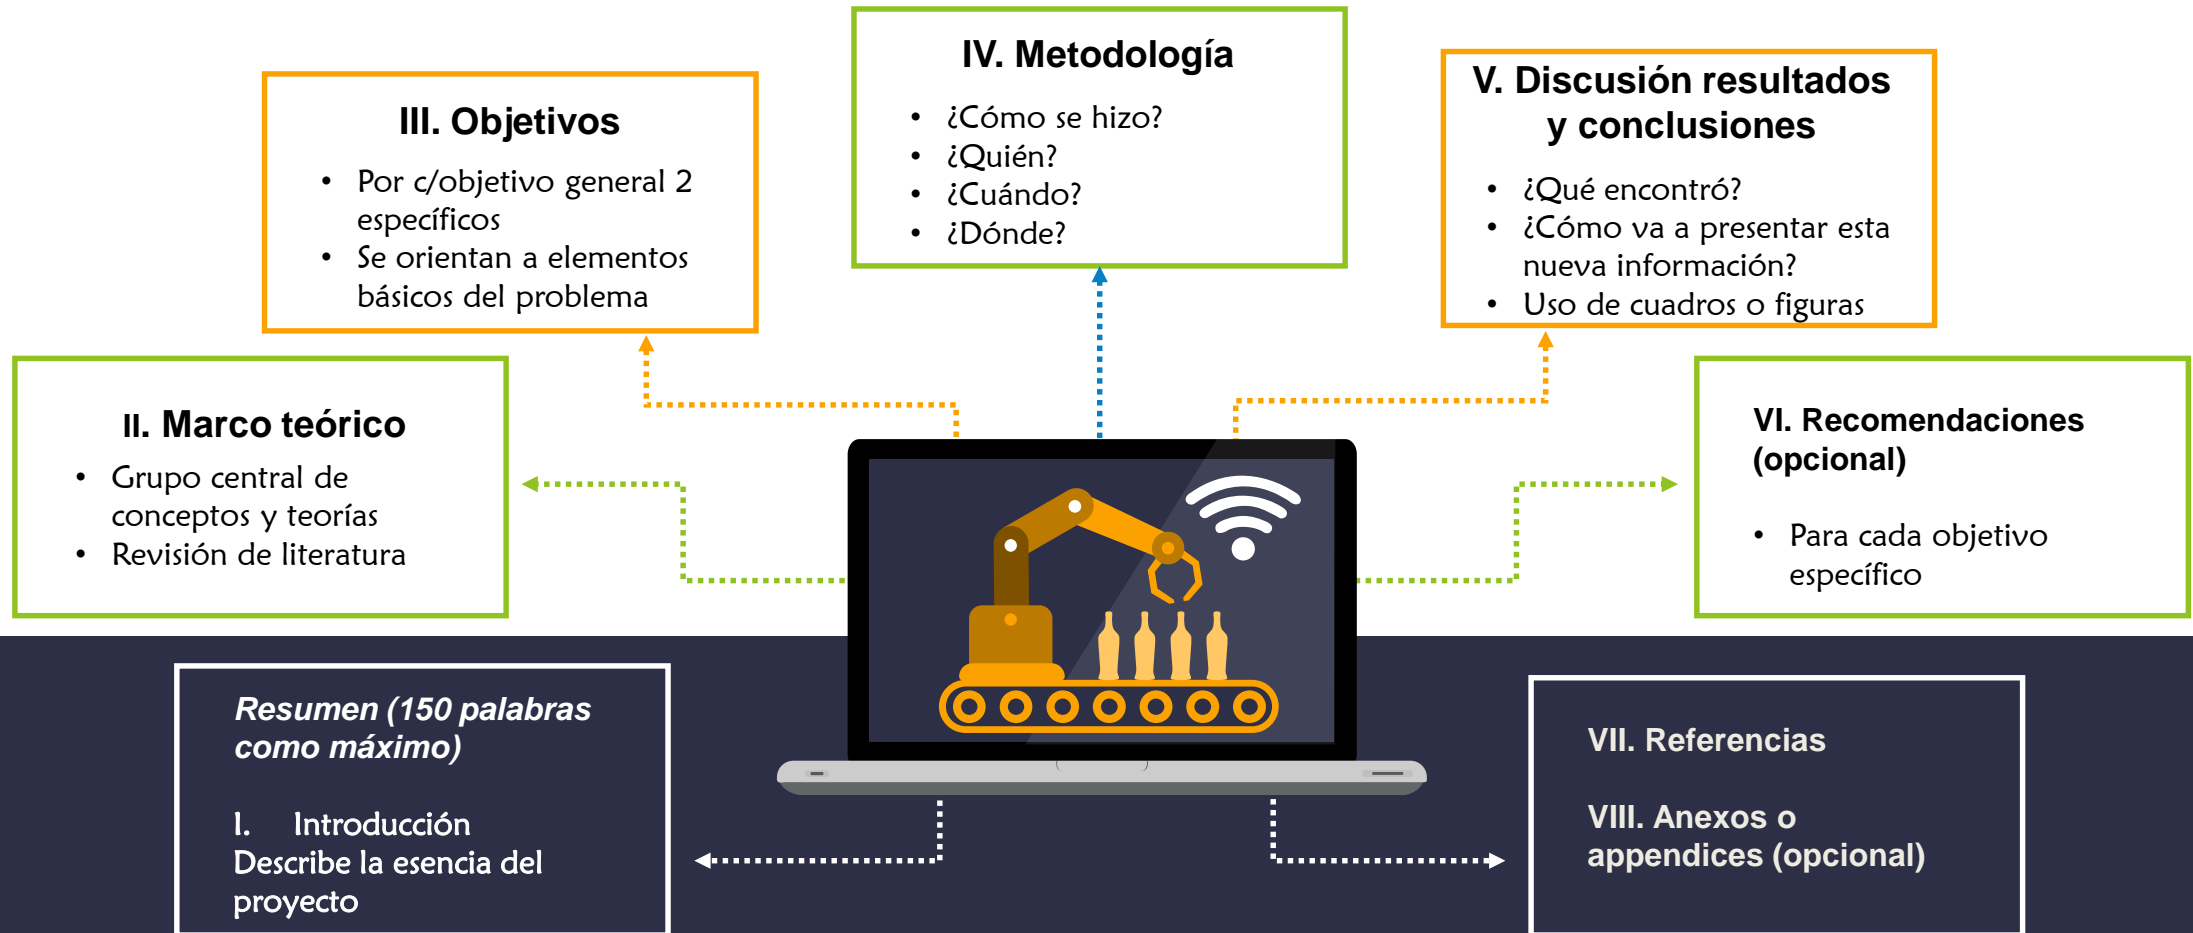 Resumen (150 palabras
como máximo)
I. Introducción
Describe la esencia del
proyecto
II. Marco teórico
• Grupo central de
conceptos y teorías
• Revisión de literatura
III. Objetivos
• Por c/objetivo general 2
específicos
• Se orientan a elementos
básicos del problema
IV. Metodología
• ¿Cómo se hizo?
• ¿Quién?
• ¿Cuándo?
• ¿Dónde?
V. Discusión resultados
y conclusiones
• ¿Qué encontró?
• ¿Cómo va a presentar esta
nueva información?
• Uso de cuadros o figuras
VI. Recomendaciones
(opcional)
• Para cada objetivo
específico
VII. Referencias
VIII. Anexos o
appendices (opcional)